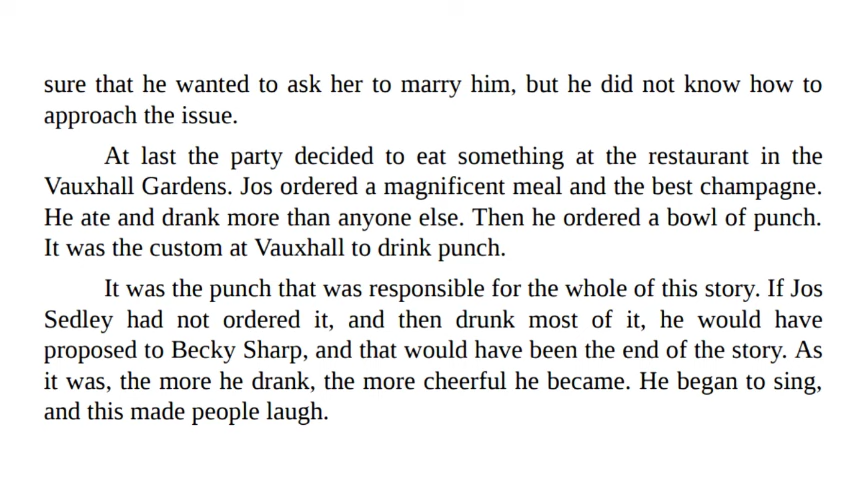 sure that he wanted to ask her to marry him, but he did not know how to
approach the issue.
At last the party decided to eat something at the restaurant in the
Vauxhall Gardens. Jos ordered a magnificent meal and the best champagne.
He ate and drank more than anyone else. Then he ordered a bowl of punch.
It was the custom at Vauxhall to drink punch.
It was the punch that was responsible for the whole of this story. If Jos
Sedley had not ordered it, and then drunk most of it, he would have
proposed to Becky Sharp, and that would have been the end of the story. As
it was, the more he drank, the more cheerful he became. He began to sing,
and this made people laugh.